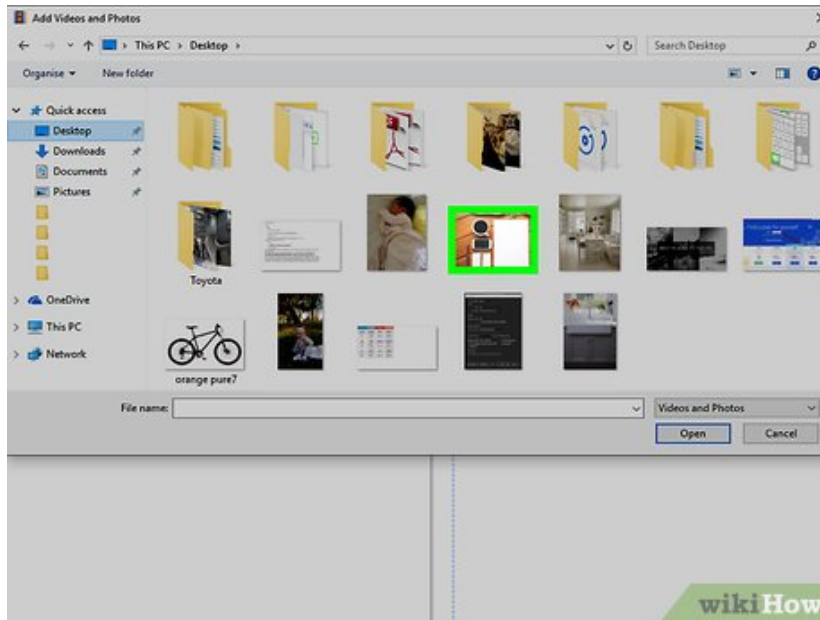 Add Videos and Photos
This PC > Desktop >
Search Desktop
Organise
New folder
Quick access
Desktop
Downloads
Documents
Pictures
OneDrive
This PC
Network
Toyota
orange pure7
File name:
Videos and Photos
Open
Cancel
wikiHow